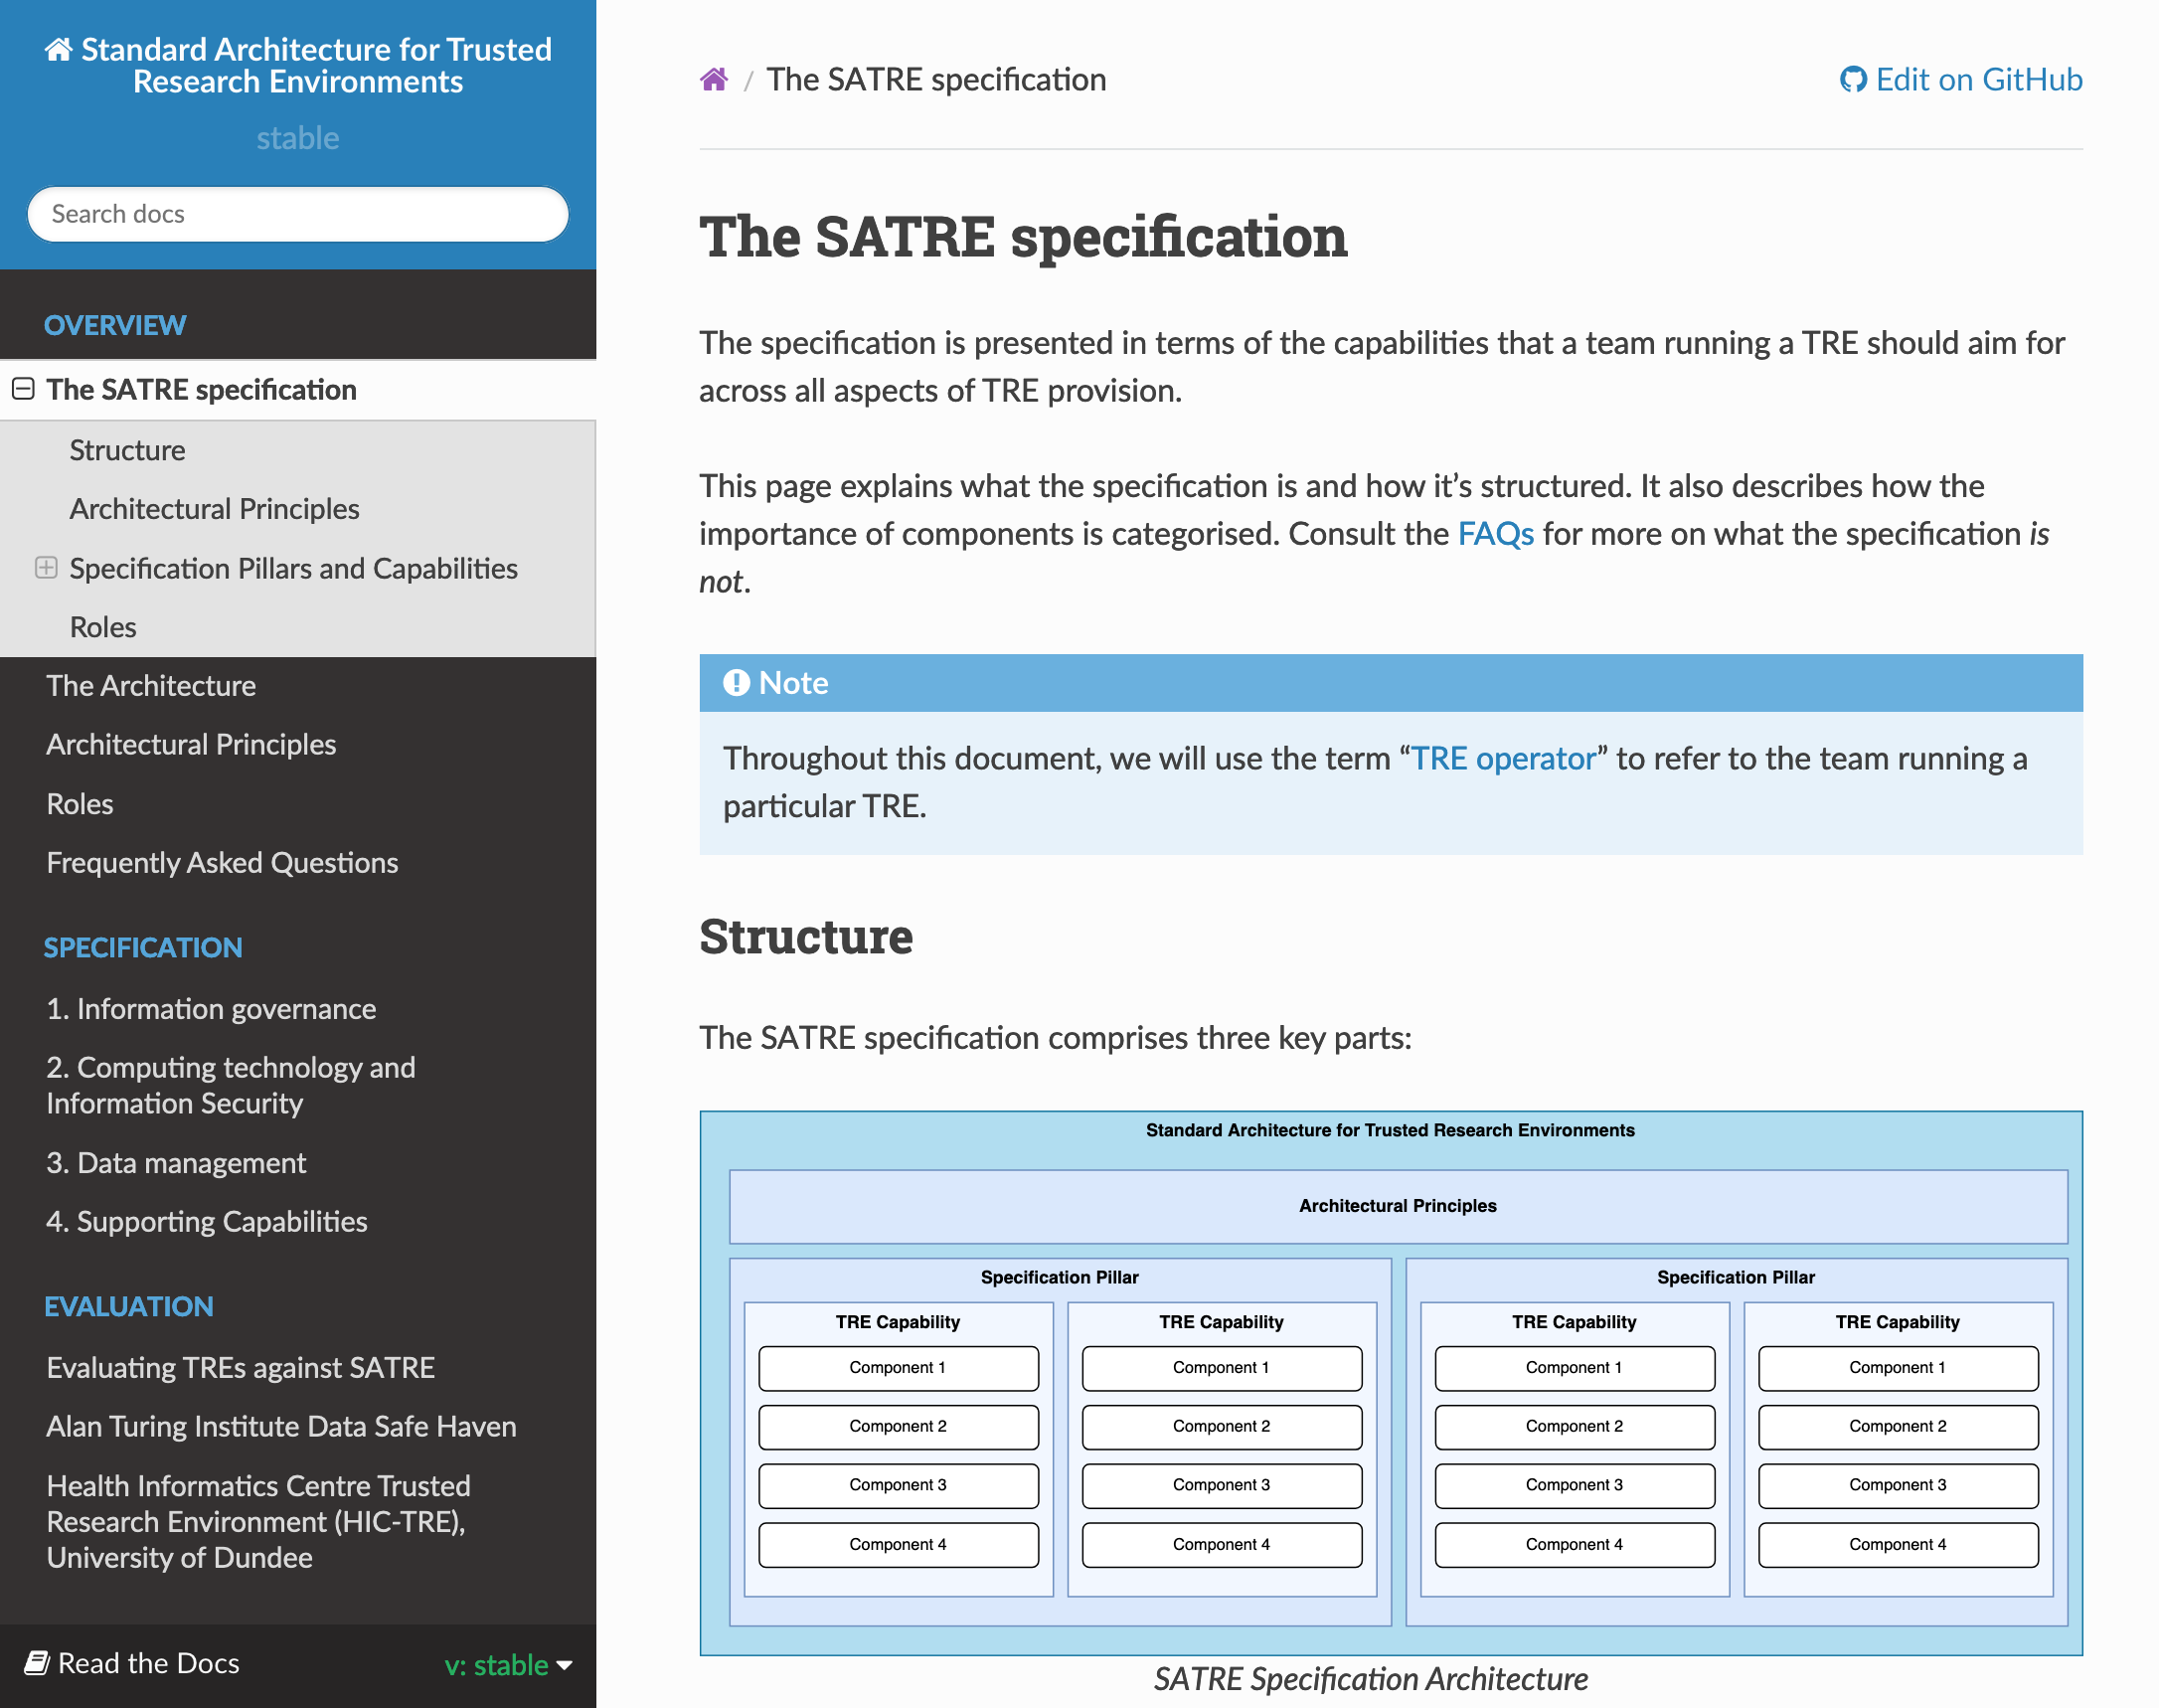 Standard Architecture for Trusted
Research Environments
stable
Search docs
OVERVIEW
The SATRE specification
Structure
Architectural Principles
Specification Pillars and Capabilities
Roles
The Architecture
Architectural Principles
Roles
Frequently Asked Questions
SPECIFICATION
1. Information governance
2. Computing technology and
Information Security
3. Data management
4. Supporting Capabilities
EVALUATION
Evaluating TREs against SATRE
Alan Turing Institute Data Safe Haven
Health Informatics Centre Trusted
Research Environment (HIC-TRE),
University of Dundee
Read the Docs
v: stable
/ The SATRE specification
Edit on GitHub
The SATRE specification
The specification is presented in terms of the capabilities that a team running a TRE should aim for
across all aspects of TRE provision.
This page explains what the specification is and how it’s structured. It also describes how the
importance of components is categorised. Consult the FAQs for more on what the specification is
not.
Note
Throughout this document, we will use the term “TRE operator” to refer to the team running a
particular TRE.
Structure
The SATRE specification comprises three key parts:
Standard Architecture for Trusted Research Environments
Architectural Principles
Specification Pillar
TRE Capability
Component 1
Component 2
Component 3
Component 4
TRE Capability
Component 1
Component 2
Component 3
Component 4
Specification Pillar
TRE Capability
Component 1
Component 2
Component 3
Component 4
TRE Capability
Component 1
Component 2
Component 3
Component 4
SATRE Specification Architecture